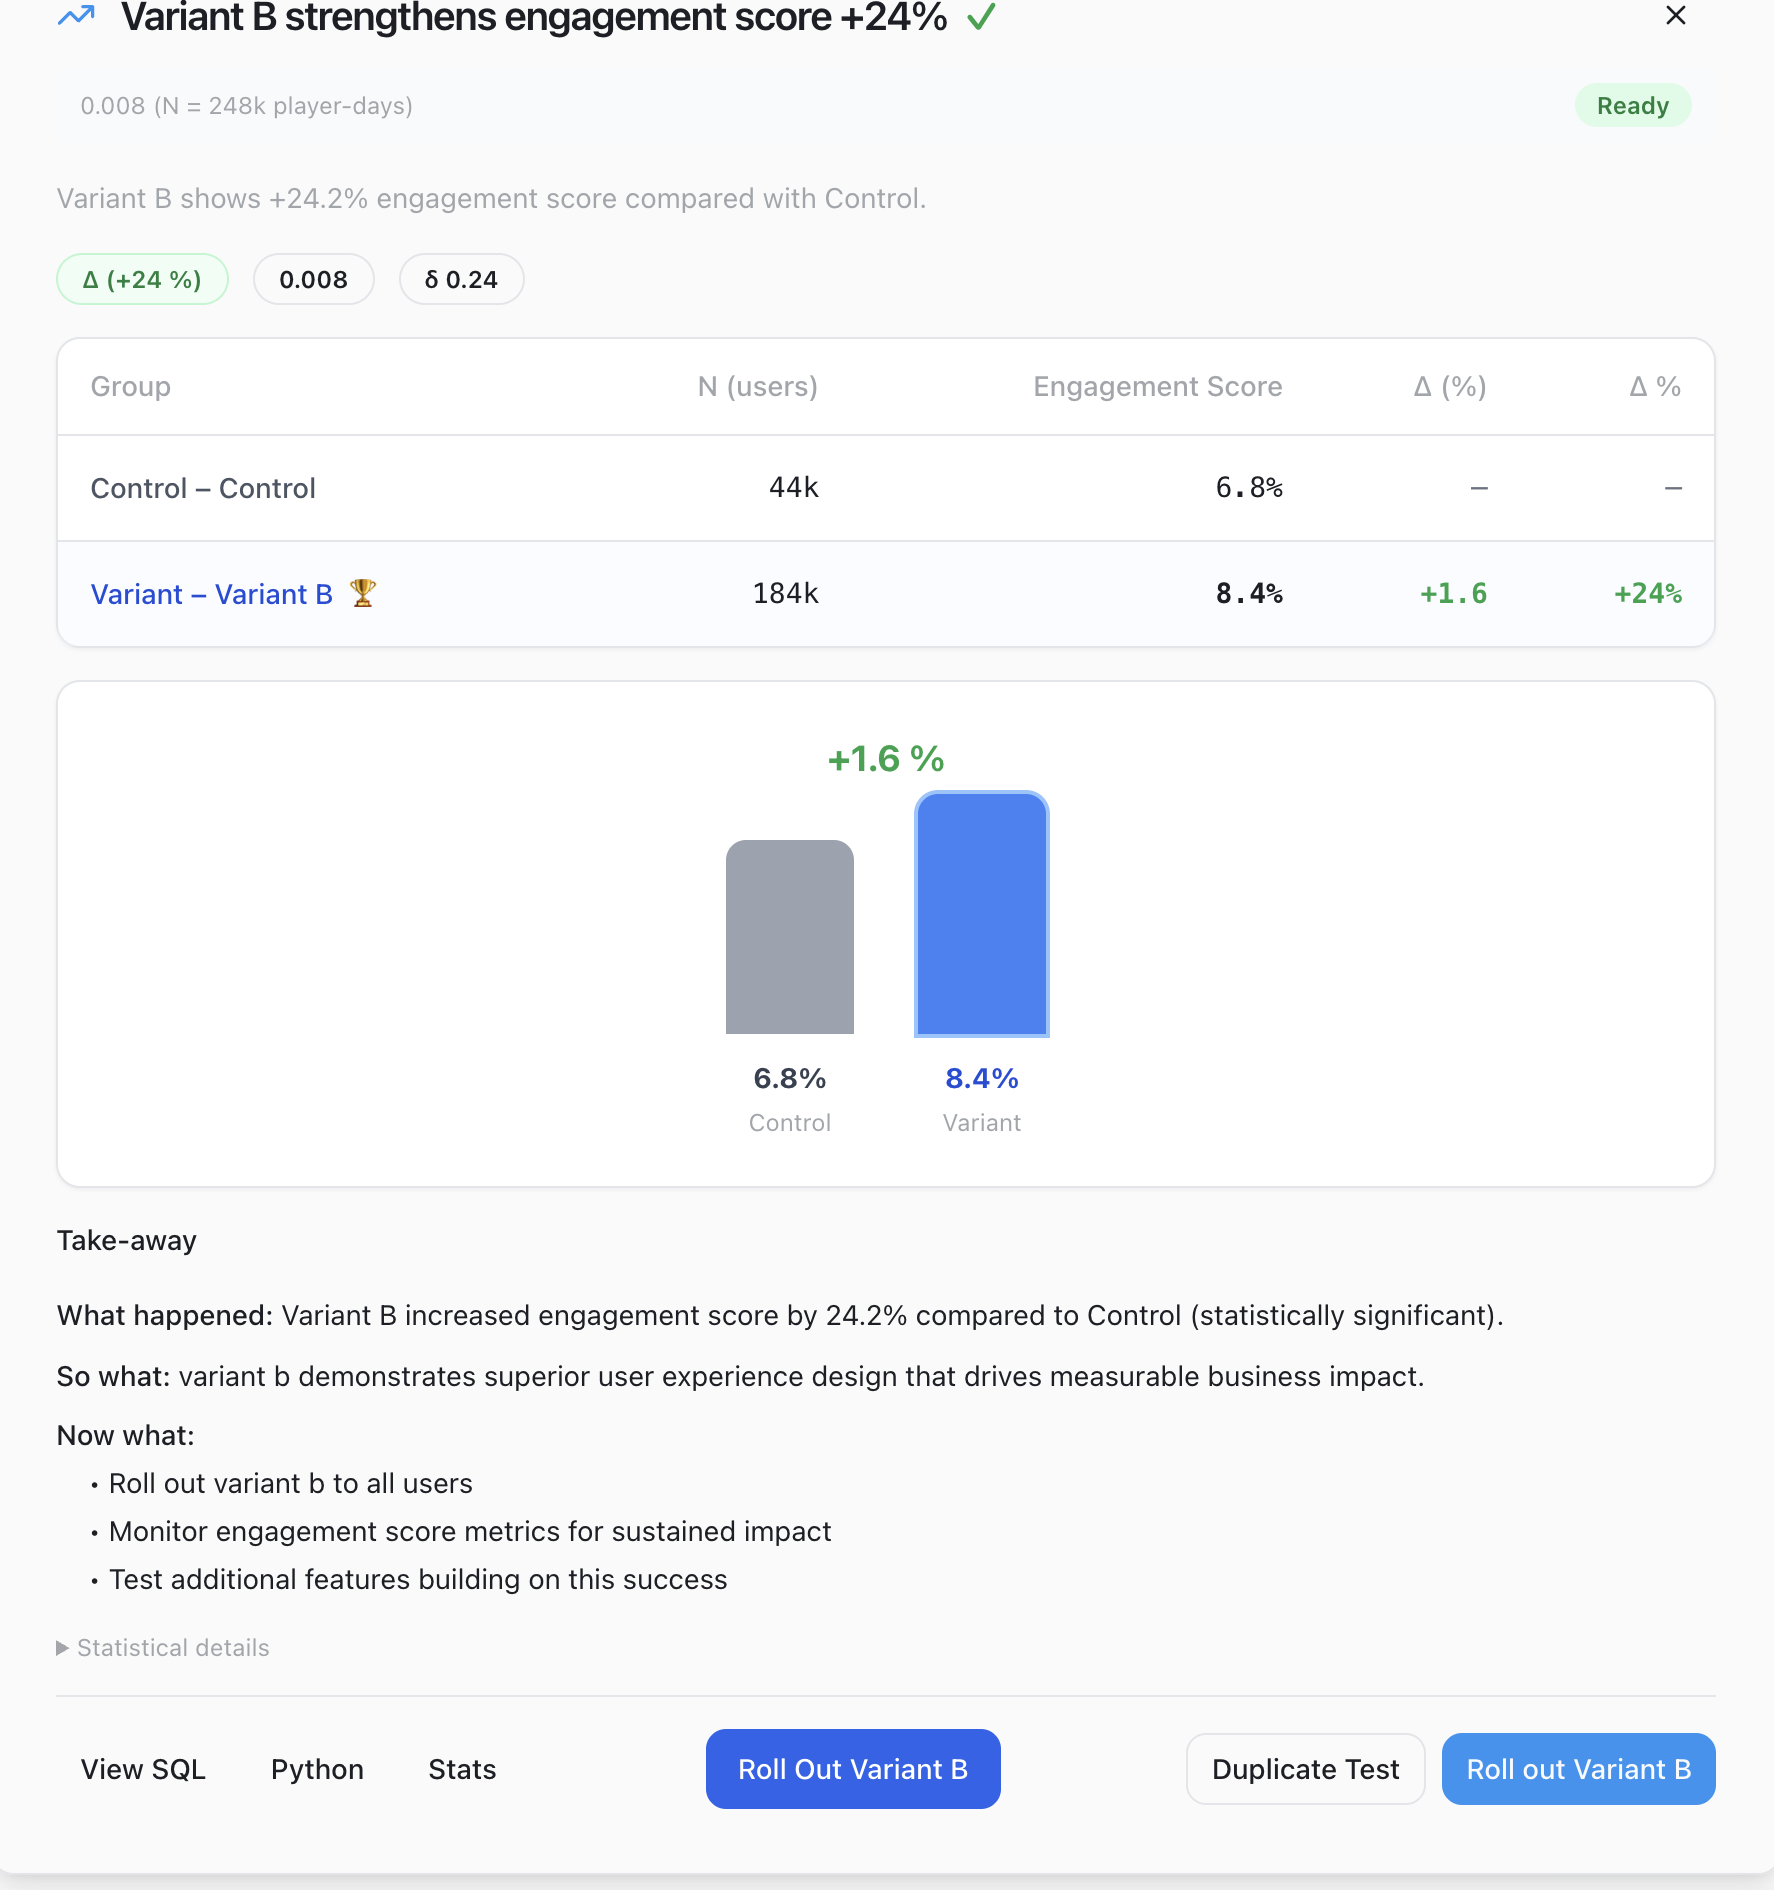 Variant B strengthens engagement score +24% ✓
0.008 (N = 248k player-days)
Ready
Variant B shows +24.2% engagement score compared with Control.
Δ (+24 %)
0.008
δ 0.24
Group N (users) Engagement Score Δ (%) Δ %
Control – Control 44k 6.8% – –
Variant – Variant B 🏆 184k 8.4% +1.6 +24%
+1.6 %
6.8% 8.4%
Control Variant
Take-away
What happened: Variant B increased engagement score by 24.2% compared to Control (statistically significant).
So what: variant b demonstrates superior user experience design that drives measurable business impact.
Now what:
• Roll out variant b to all users
• Monitor engagement score metrics for sustained impact
• Test additional features building on this success
▶ Statistical details
View SQL Python Stats Roll Out Variant B Duplicate Test Roll out Variant B